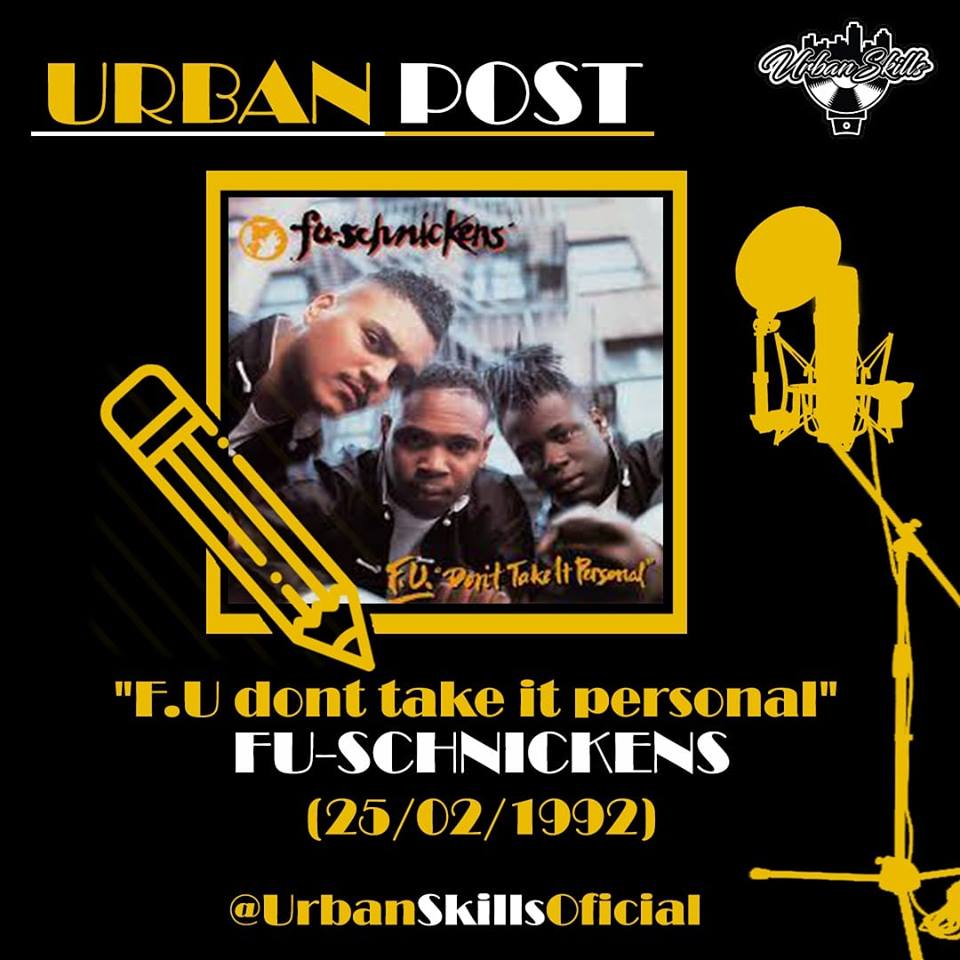 URBAN POST
Urban Skills
fu-schnickens
F.U. "Don't Take It Personal"
"F.U dont take it personal"
FU-SCHNICKENS
(25/02/1992)
@UrbanSkillsOficial